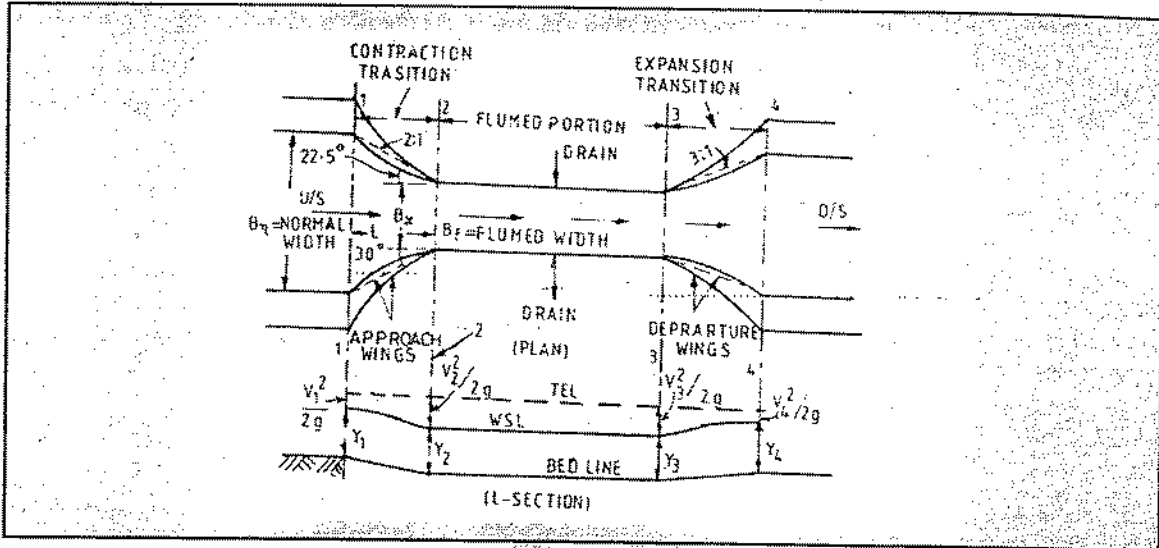 CONTRACTION
TRASITION
EXPANSION
TRANSITION
1
2
FLUMED PORTION
3
4
2:1
DRAIN
3:1
22.5°
U/S
D/S
Bx
=NORMAL
WIDTH
L
Bf=FLUMED WIDTH
30°
DRAIN
APPROACH
WINGS
(PLAN)
DEPRARTURE
WINGS
1
2
3
4
V1²/2g
V2²/2g
TEL
V3²/2g
V4²/2g
WSL
Y1
Y2
BED LINE
Y3
Y4
(L-SECTION)